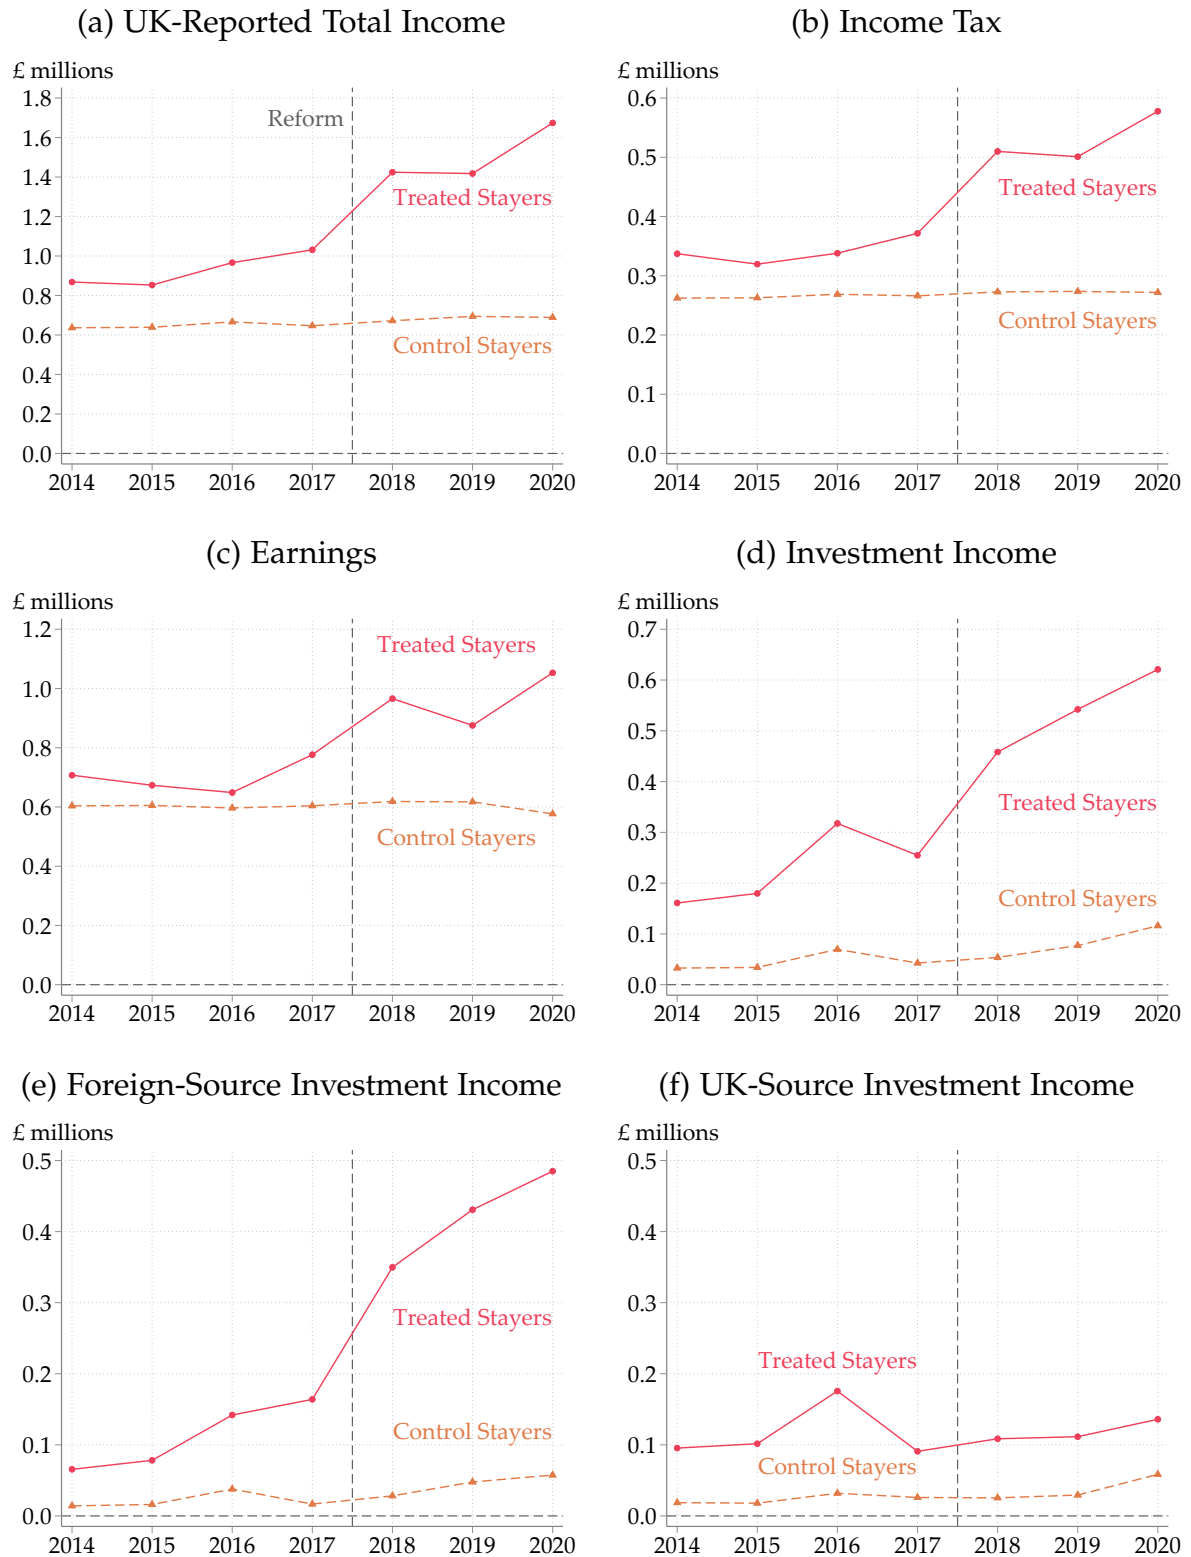 (a) UK-Reported Total Income
£ millions
1.8
1.6
1.4
1.2
1.0
0.8
0.6
0.4
0.2
0.0
Reform
Treated Stayers
Control Stayers
2014 2015 2016 2017 2018 2019 2020
(b) Income Tax
£ millions
0.6
0.5
0.4
0.3
0.2
0.1
0.0
Treated Stayers
Control Stayers
2014 2015 2016 2017 2018 2019 2020
(c) Earnings
£ millions
1.2
1.0
0.8
0.6
0.4
0.2
0.0
Treated Stayers
Control Stayers
2014 2015 2016 2017 2018 2019 2020
(d) Investment Income
£ millions
0.7
0.6
0.5
0.4
0.3
0.2
0.1
0.0
Treated Stayers
Control Stayers
2014 2015 2016 2017 2018 2019 2020
(e) Foreign-Source Investment Income
£ millions
0.5
0.4
0.3
0.2
0.1
0.0
Treated Stayers
Control Stayers
2014 2015 2016 2017 2018 2019 2020
(f) UK-Source Investment Income
£ millions
0.5
0.4
0.3
0.2
0.1
0.0
Treated Stayers
Control Stayers
2014 2015 2016 2017 2018 2019 2020